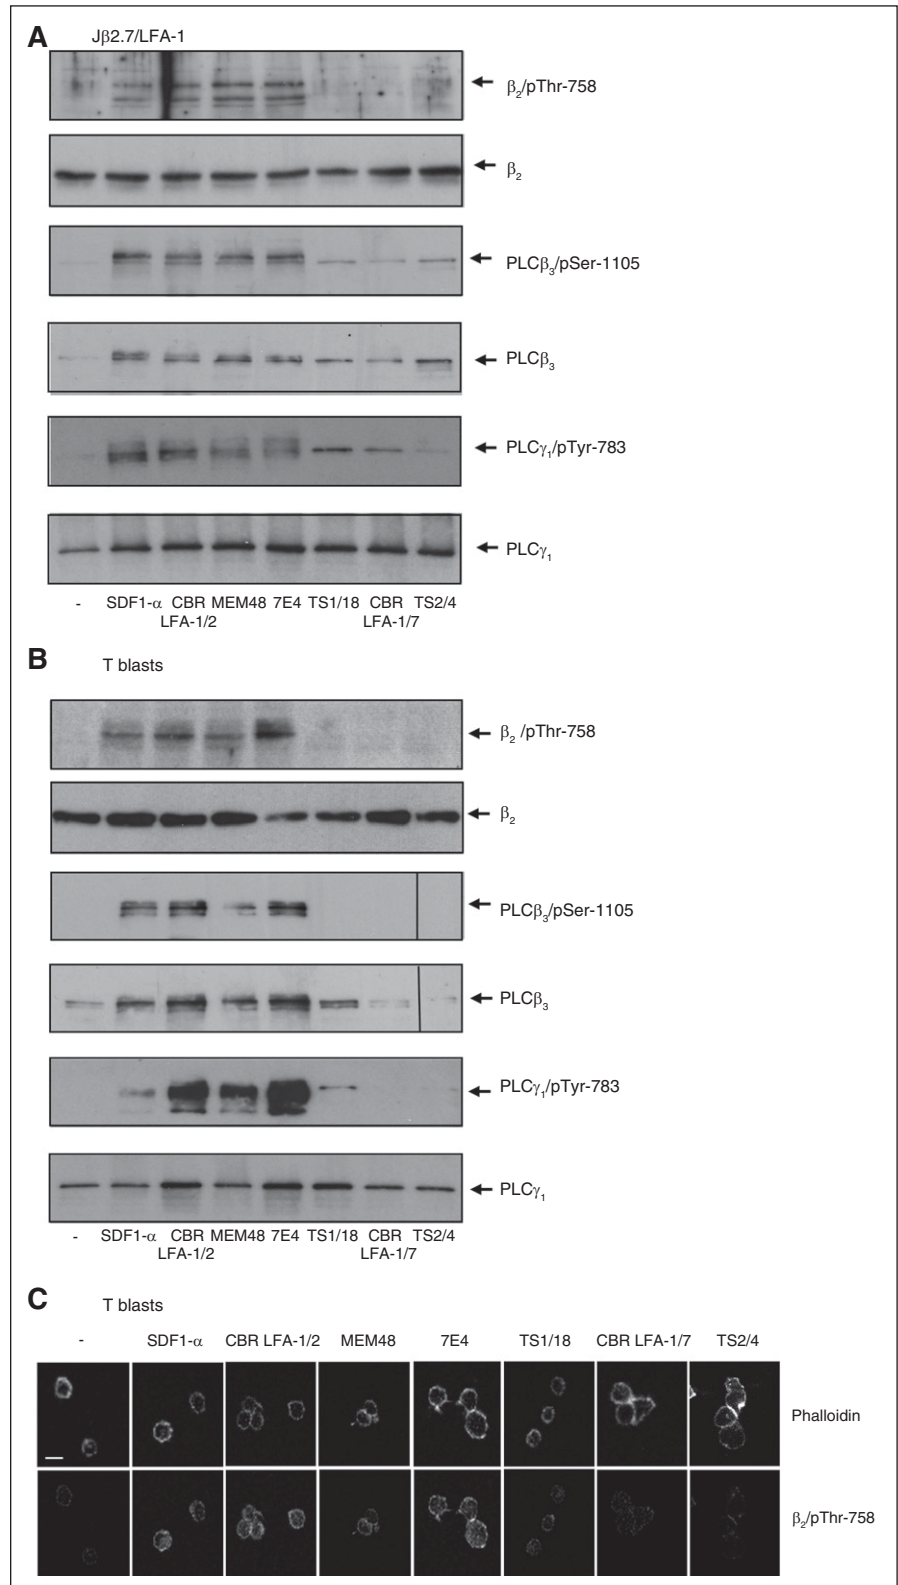 A
Jβ2.7/LFA-1
β2/pThr-758
β2
PLCβ3/pSer-1105
PLCβ3
PLCγ1/pTyr-783
PLCγ1
- SDF1-α CBR MEM48 7E4 TS1/18 CBR TS2/4
LFA-1/2 LFA-1/7
B
T blasts
β2 /pThr-758
β2
PLCβ3/pSer-1105
PLCβ3
PLCγ1/pTyr-783
PLCγ1
- SDF1-α CBR MEM48 7E4 TS1/18 CBR TS2/4
LFA-1/2 LFA-1/7
C
T blasts
- SDF1-α CBR LFA-1/2 MEM48 7E4 TS1/18 CBR LFA-1/7 TS2/4
Phalloidin
β2/pThr-758